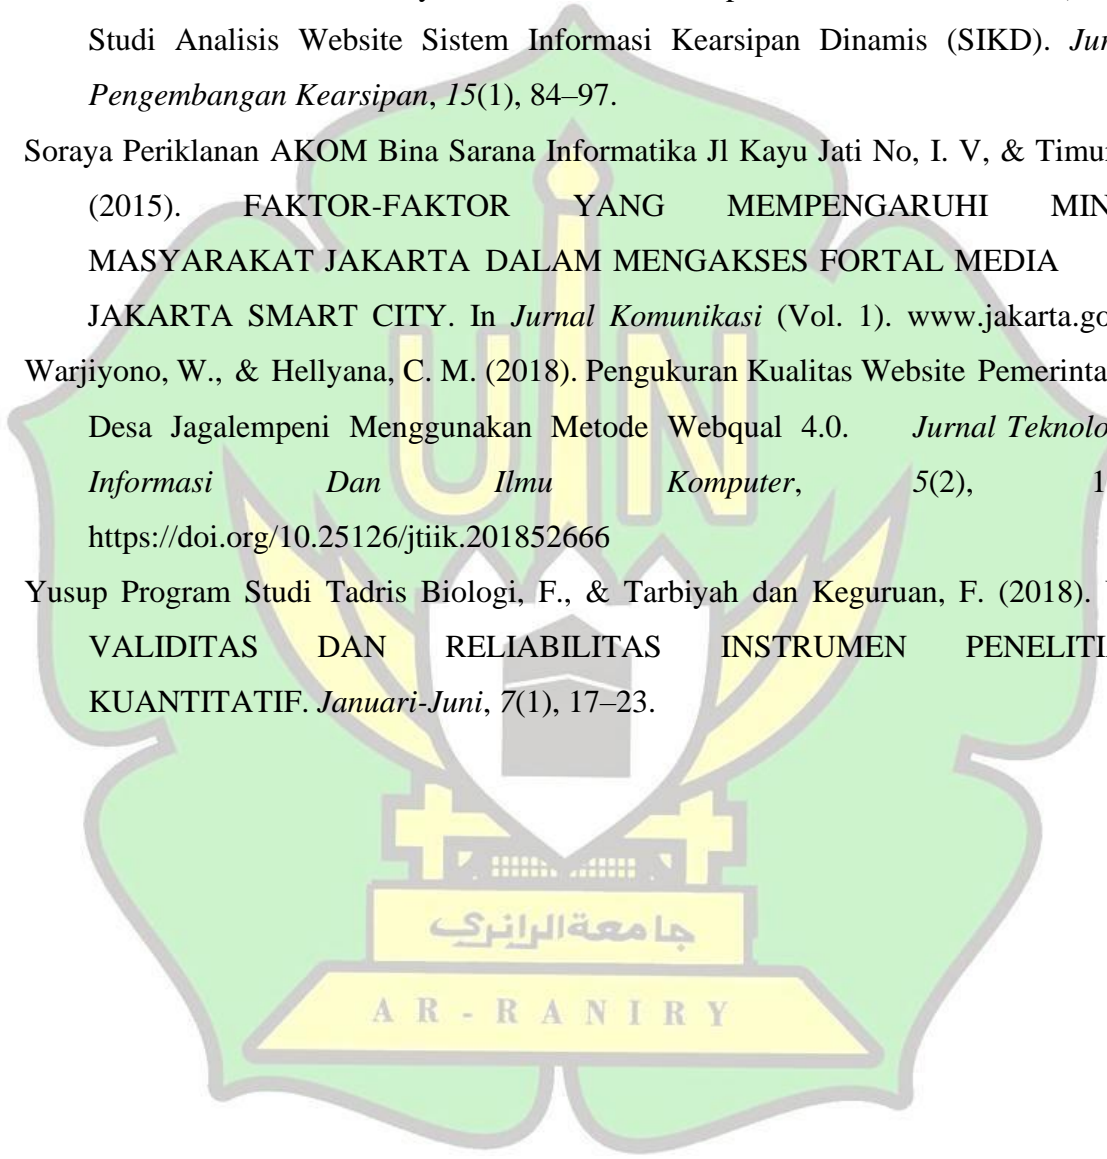 Studi Analisis Website Sistem Informasi Kearsipan Dinamis (SIKD). Jur
Pengembangan Kearsipan, 15(1), 84–97.
Soraya Periklanan AKOM Bina Sarana Informatika Jl Kayu Jati No, I. V, & Timur
(2015). FAKTOR-FAKTOR YANG MEMPENGARUHI MIN
MASYARAKAT JAKARTA DALAM MENGAKSES FORTAL MEDIA
JAKARTA SMART CITY. In Jurnal Komunikasi (Vol. 1). www.jakarta.go
Warjiyono, W., & Hellyana, C. M. (2018). Pengukuran Kualitas Website Pemerinta
Desa Jagalempeni Menggunakan Metode Webqual 4.0. Jurnal Teknolo
Informasi Dan Ilmu Komputer, 5(2), 1
https://doi.org/10.25126/jtiik.201852666
Yusup Program Studi Tadris Biologi, F., & Tarbiyah dan Keguruan, F. (2018).
VALIDITAS DAN RELIABILITAS INSTRUMEN PENELITI
KUANTITATIF. Januari-Juni, 7(1), 17–23.
UIN
جامعة الرانري
AR-RANIRY